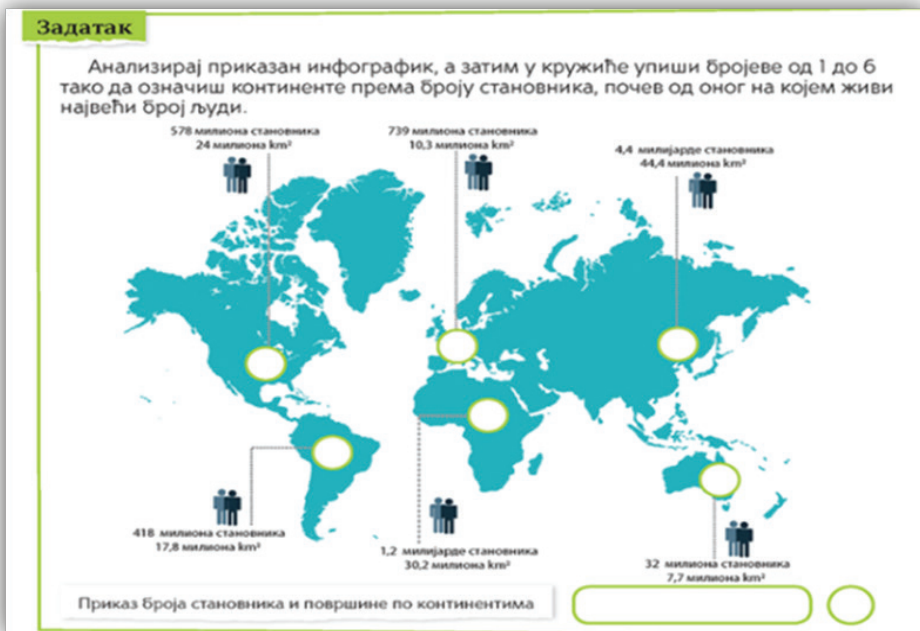 Задатак
Анализирај приказан инфографик, а затим у кружиће упиши бројеве од 1 до 6
тако да означиш континенте према броју становника, почев од оног на којем живи
највећи број људи.
578 милиона становника
24 милиона km²
739 милиона становника
10,3 милиона km²
4,4 милијарде становника
44,4 милиона km²
418 милиона становника
17,8 милиона km²
1,2 милијарде становника
30,2 милиона km²
32 милиона становника
7,7 милиона km²
Приказ броја становника и површине по континентима